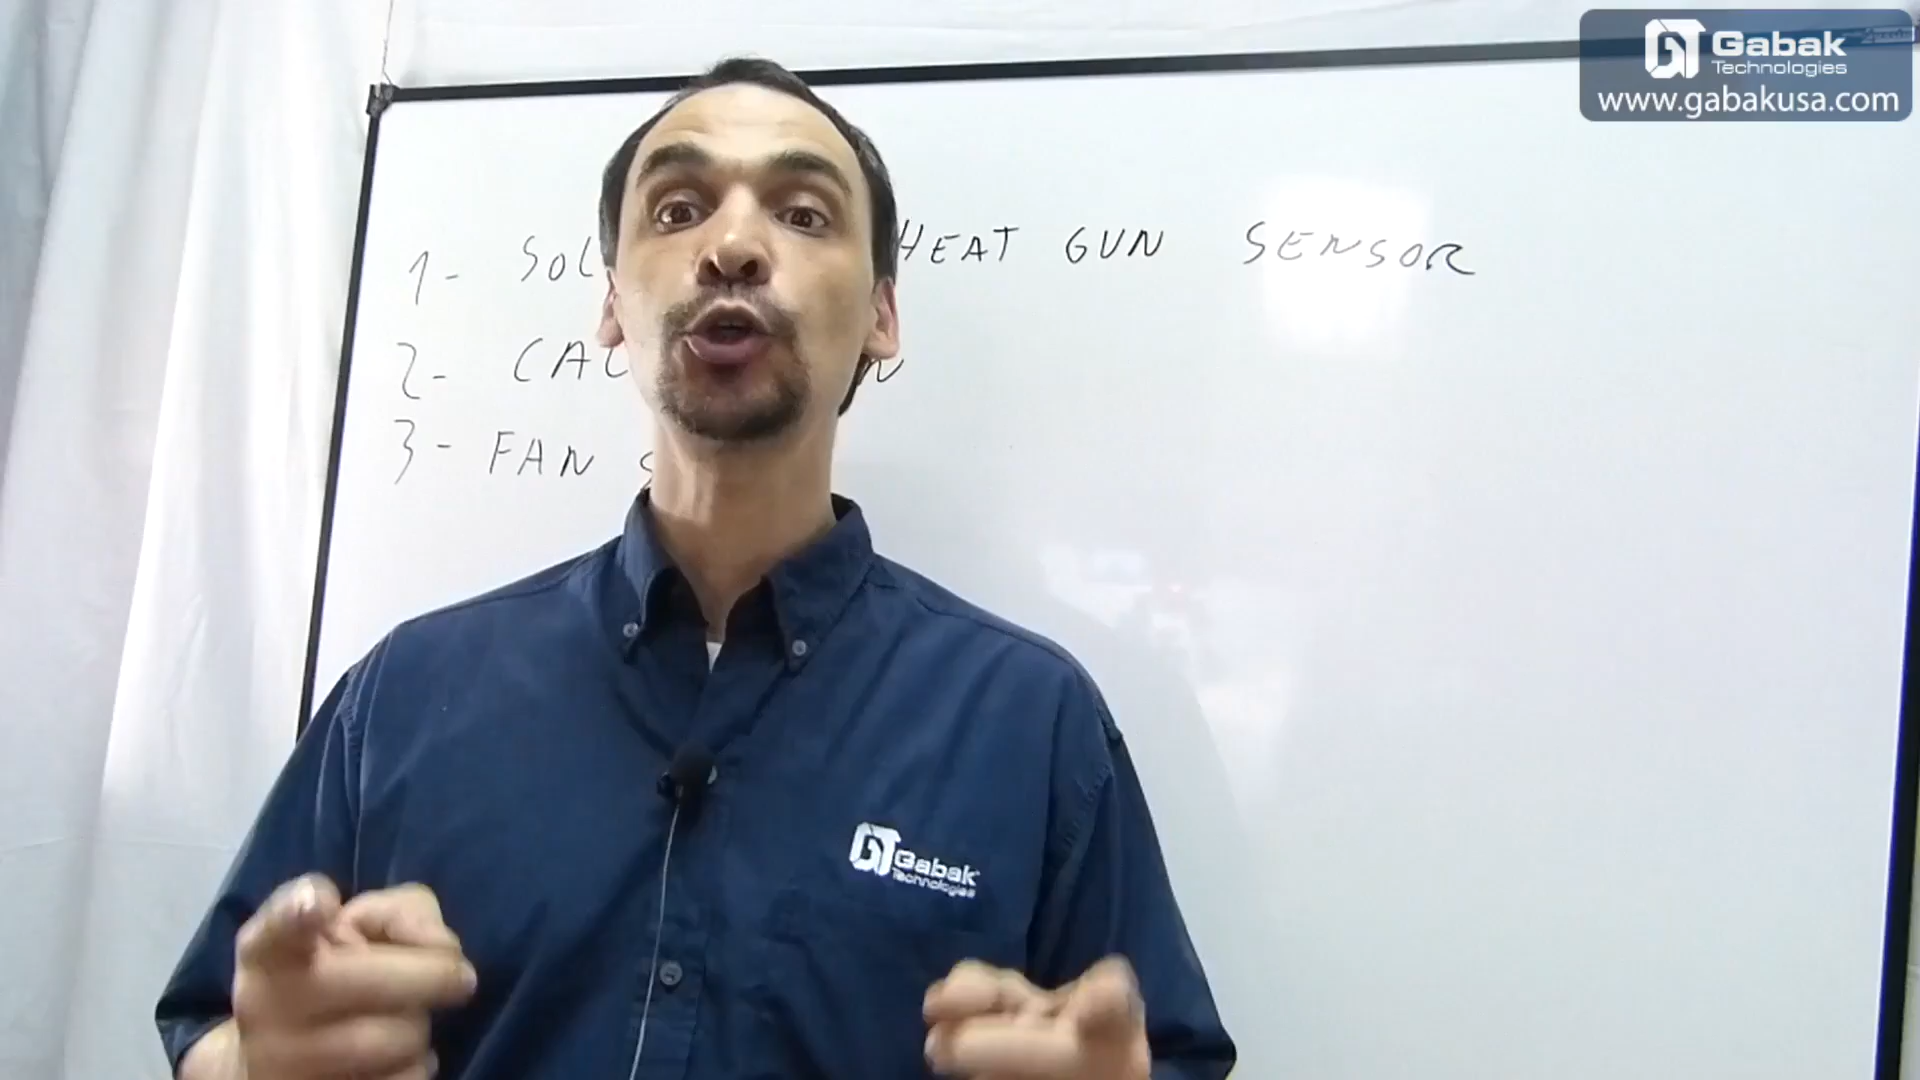 Gabak
Technologies
www.gabakusa.com
1- SOL HEAT GUN SENSOR
2- CAL N
3- FAN S
Gabak
Technologies